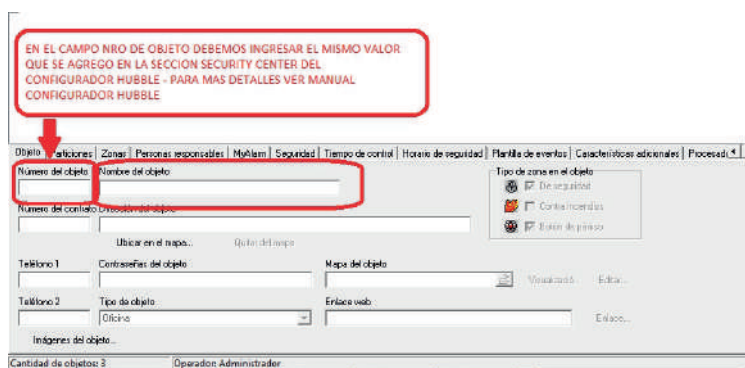 EN EL CAMPO NRO DE OBJETO DEBEMOS INGRESAR EL MISMO VALOR
QUE SE AGREGO EN LA SECCION SECURITY CENTER DEL
CONFIGURADOR HUBBLE - PARA MAS DETALLES VER MANUAL
CONFIGURADOR HUBBLE
Objeto Particiones Zonas Personas responsables MyAlarm Seguridad Tiempo de control Horario de seguridad Plantilla de eventos Características adicionales Procesad
Número del objeto Nombre del objeto Tipo de zona en el objeto
De seguridad
Número del contrato Dirección del objeto Contra incendios
Botón de pánico
Ubicar en el mapa... Quitar del mapa
Teléfono 1 Contraseñas del objeto Mapa del objeto
Editar...
Teléfono 2 Tipo de objeto Enlace web
Oficina Enlace...
Imágenes del objeto...
Cantidad de objetos: 3 Operador: Administrador